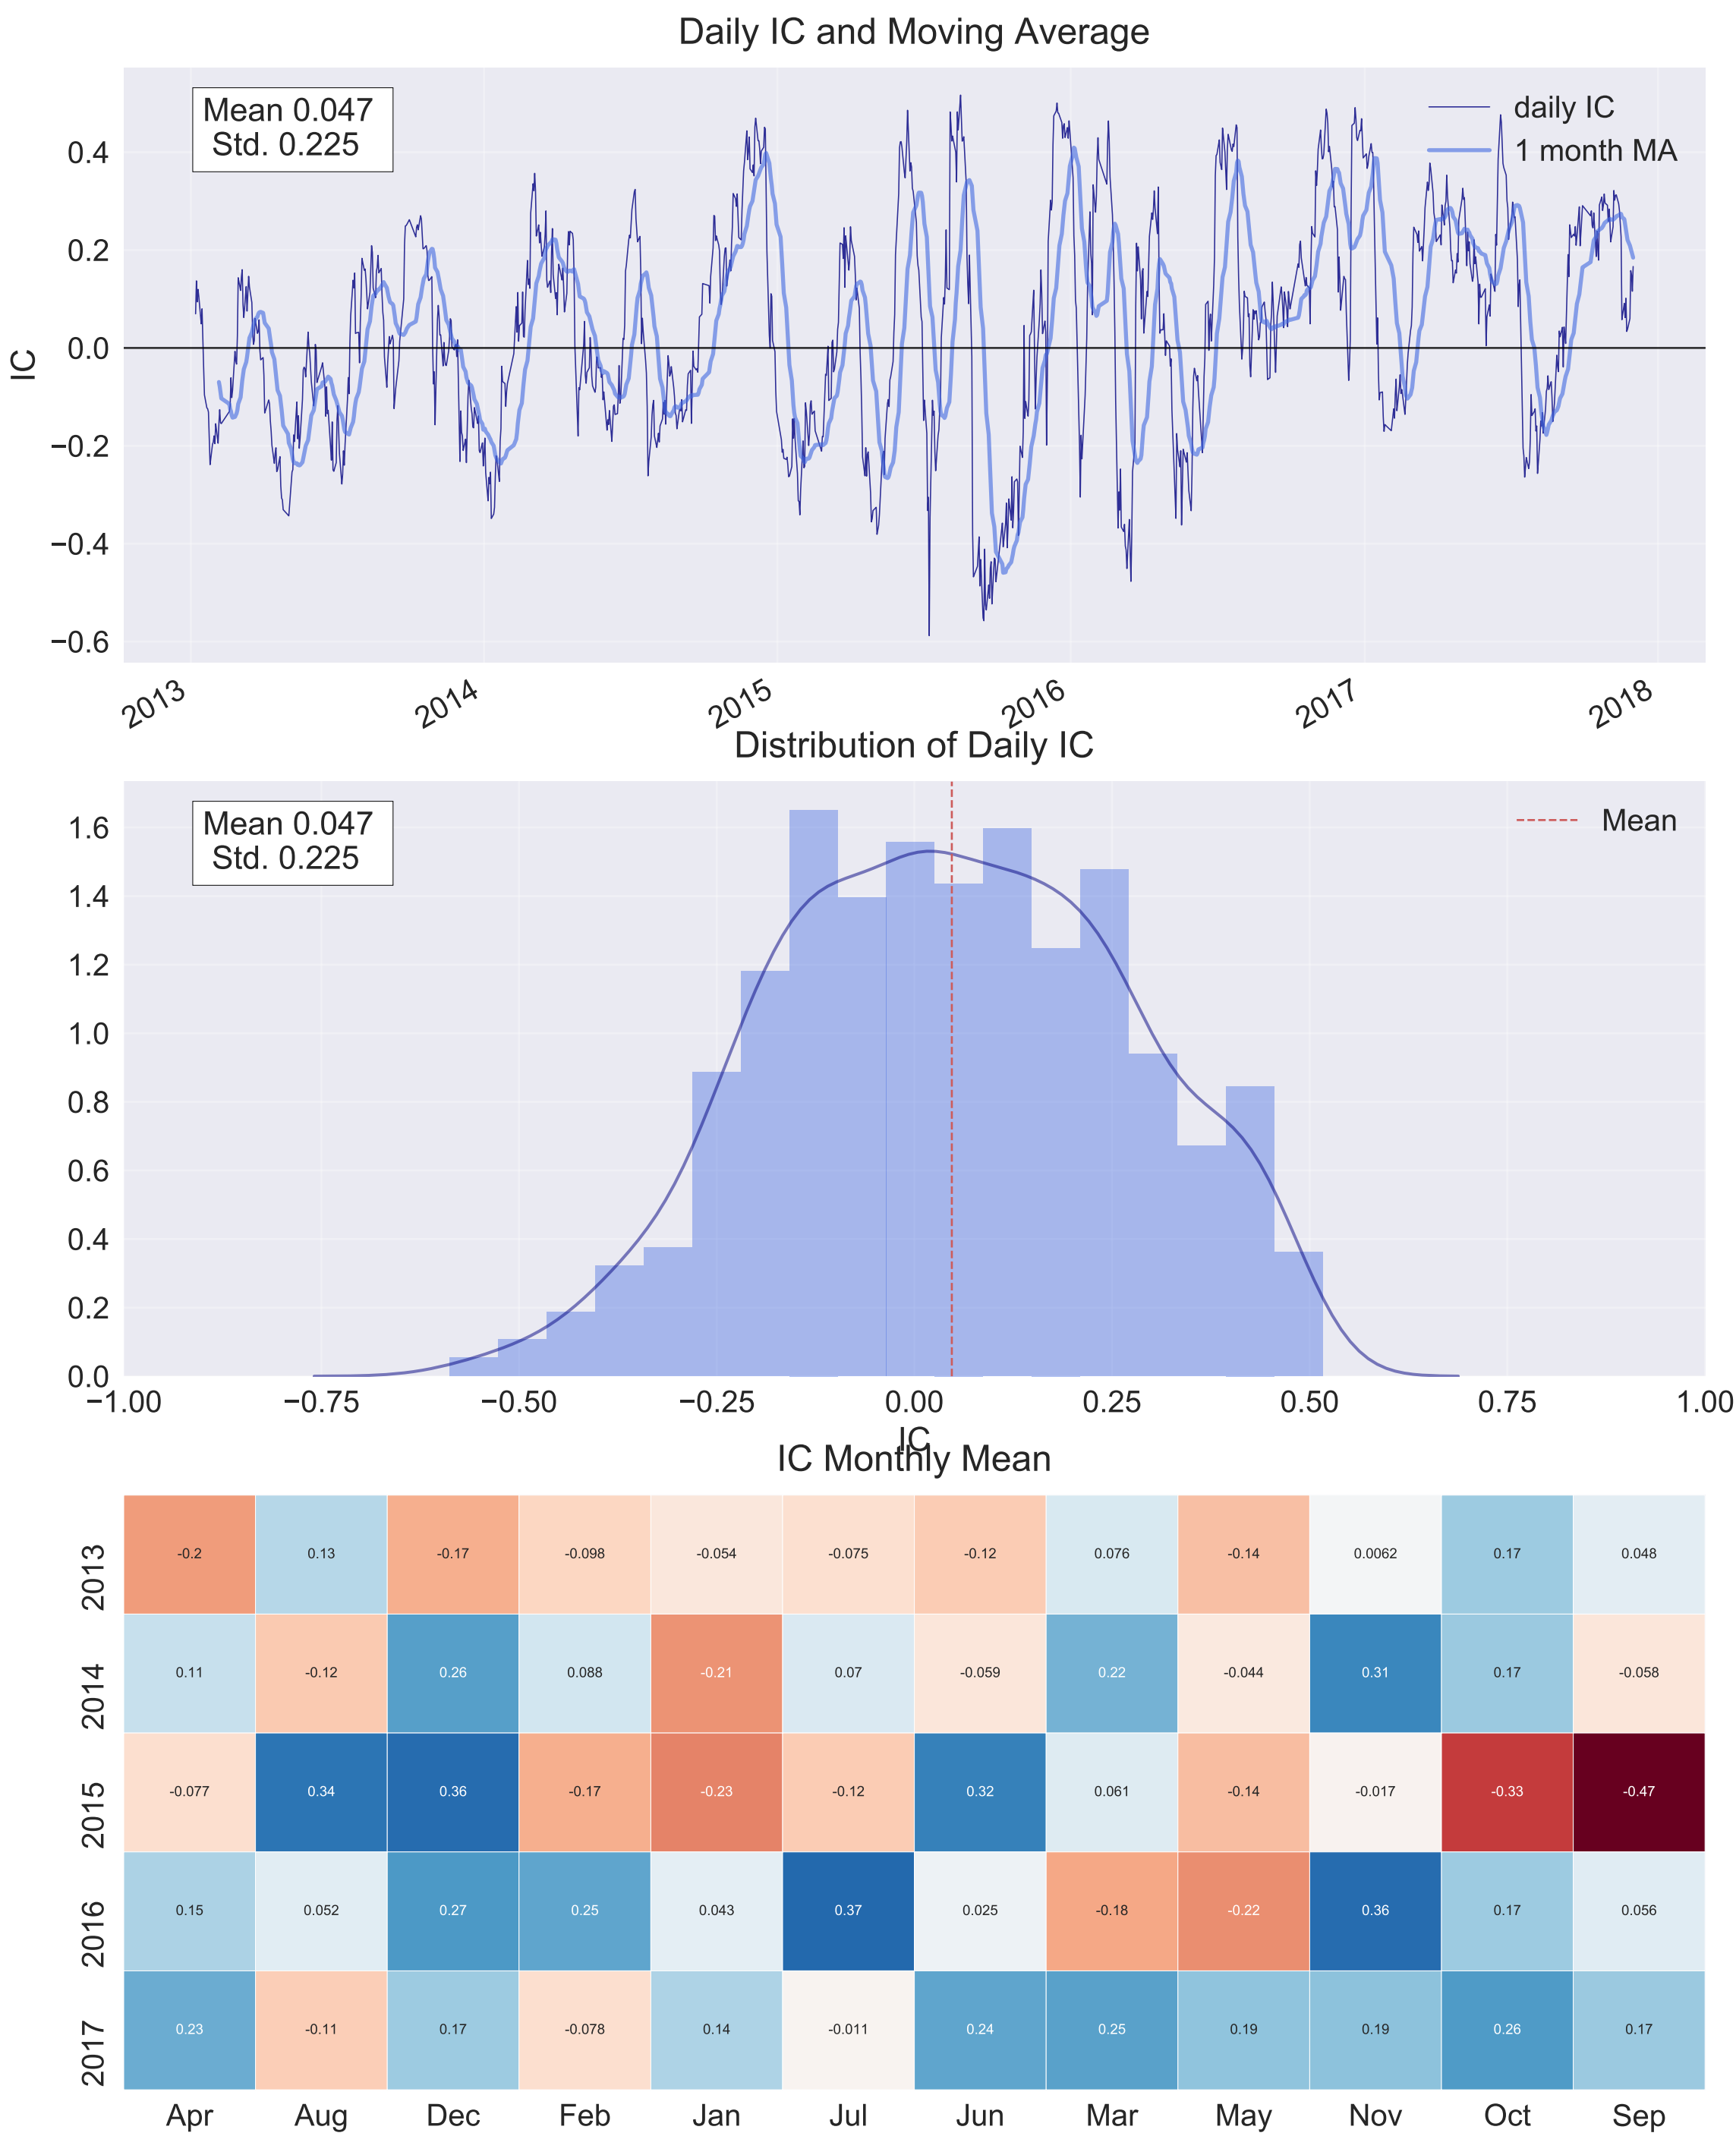 Daily IC and Moving Average
Mean 0.047
Std. 0.225
daily IC
1 month MA
0.4
0.2
0.0
−0.2
−0.4
−0.6
IC
2013 2014 2015 2016 2017 2018
Distribution of Daily IC
Mean 0.047
Std. 0.225
Mean
1.6
1.4
1.2
1.0
0.8
0.6
0.4
0.2
0.0
−1.00 −0.75 −0.50 −0.25 0.00 0.25 0.50 0.75 1.00
IC
IC Monthly Mean
2013 -0.2 0.13 -0.17 -0.098 -0.054 -0.075 -0.12 0.076 -0.14 0.0062 0.17 0.048
2014 0.11 -0.12 0.26 0.088 -0.21 0.07 -0.059 0.22 -0.044 0.31 0.17 -0.058
2015 -0.077 0.34 0.36 -0.17 -0.23 -0.12 0.32 0.061 -0.14 -0.017 -0.33 -0.47
2016 0.15 0.052 0.27 0.25 0.043 0.37 0.025 -0.18 -0.22 0.36 0.17 0.056
2017 0.23 -0.11 0.17 -0.078 0.14 -0.011 0.24 0.25 0.19 0.19 0.26 0.17
Apr Aug Dec Feb Jan Jul Jun Mar May Nov Oct Sep